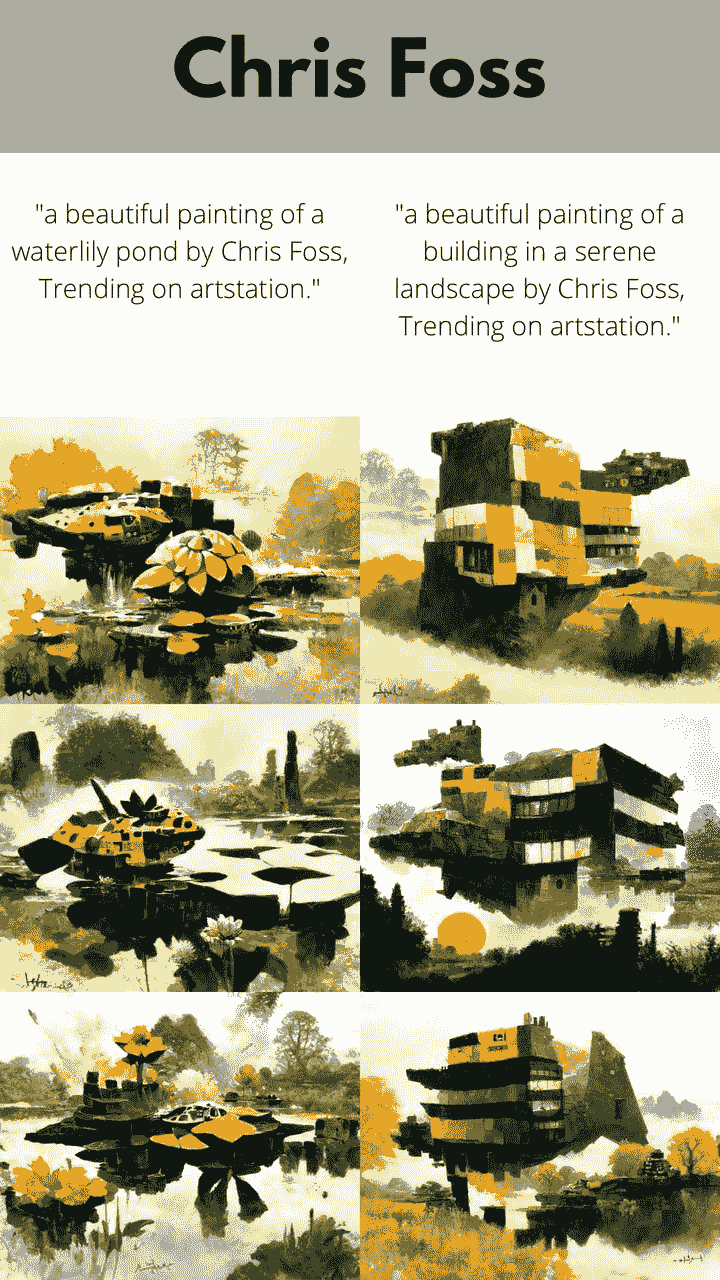 Chris Foss
"a beautiful painting of a
waterlily pond by Chris Foss,
Trending on artstation."
"a beautiful painting of a
building in a serene
landscape by Chris Foss,
Trending on artstation."